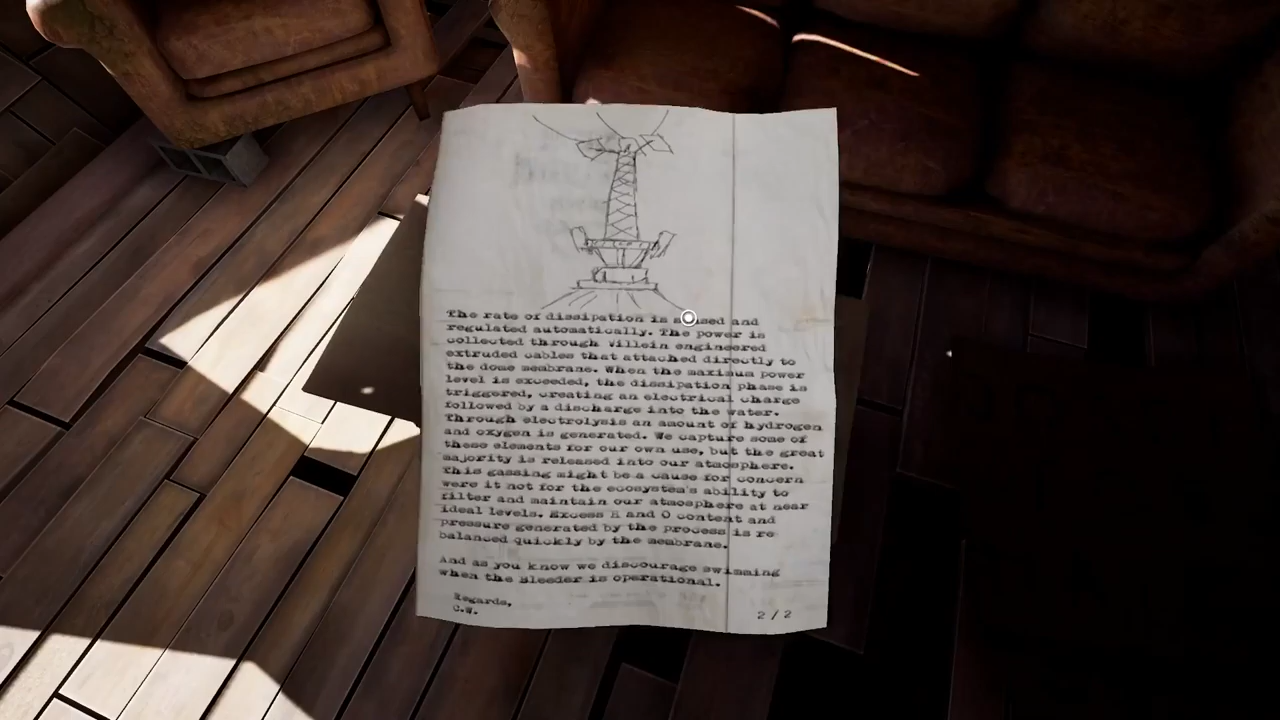 The rate of dissipation is mused and
regulated automatically. The power is
collected through Villein engineered
extruded cables that attached directly to
the dome membrane. When the maximum power
level is exceeded, the dissipation phase is
triggered, creating an electrical charge
followed by a discharge into the water.
Through electrolysis an amount of hydrogen
and oxygen is generated. We capture some of
these elements for our own use, but the great
majority is released into our atmosphere.
This gassing might be a cause for concern
were it not for the ecosystem's ability to
filter and maintain our atmosphere at near
ideal levels. Excess H and O content and
pressure generated by the process is re-
balanced quickly by the membrane.
And as you know we discourage swimming
when the Bleeder is operational.
Regards,
C.W.
2 / 2